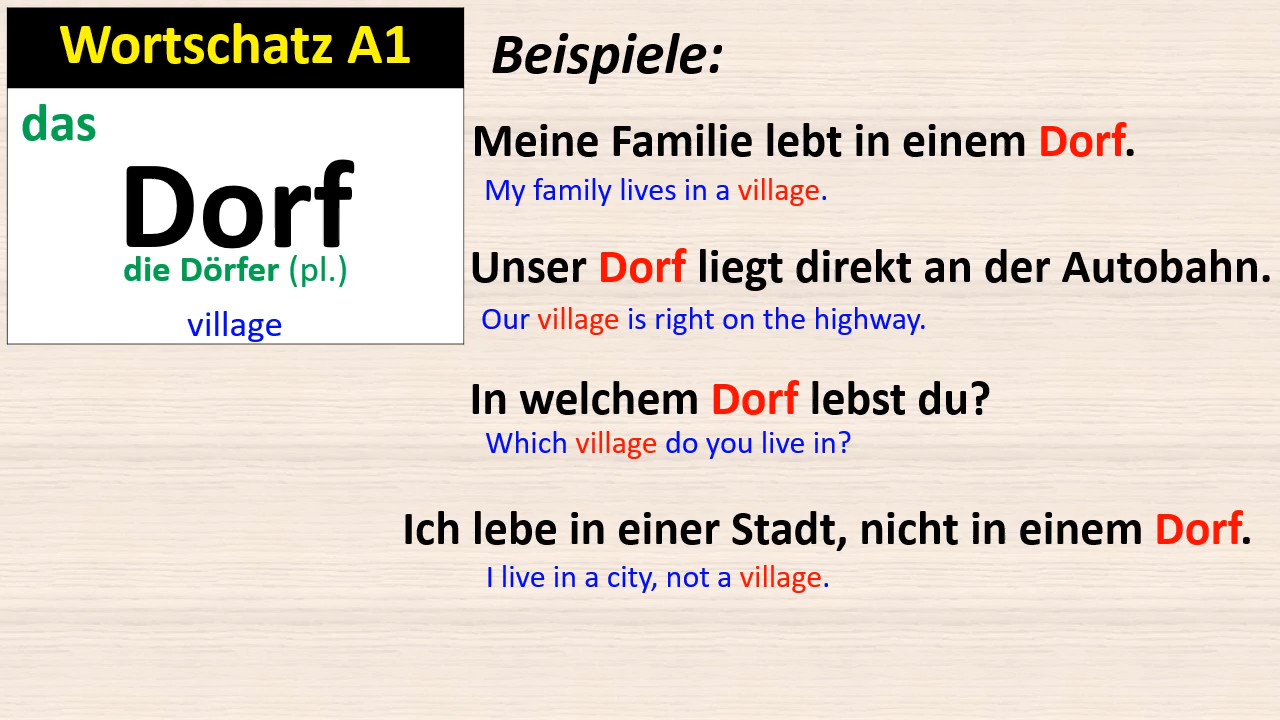 Wortschatz A1
das
Dorf
die Dörfer (pl.)
village
Beispiele:
Meine Familie lebt in einem Dorf.
My family lives in a village.
Unser Dorf liegt direkt an der Autobahn.
Our village is right on the highway.
In welchem Dorf lebst du?
Which village do you live in?
Ich lebe in einer Stadt, nicht in einem Dorf.
I live in a city, not a village.